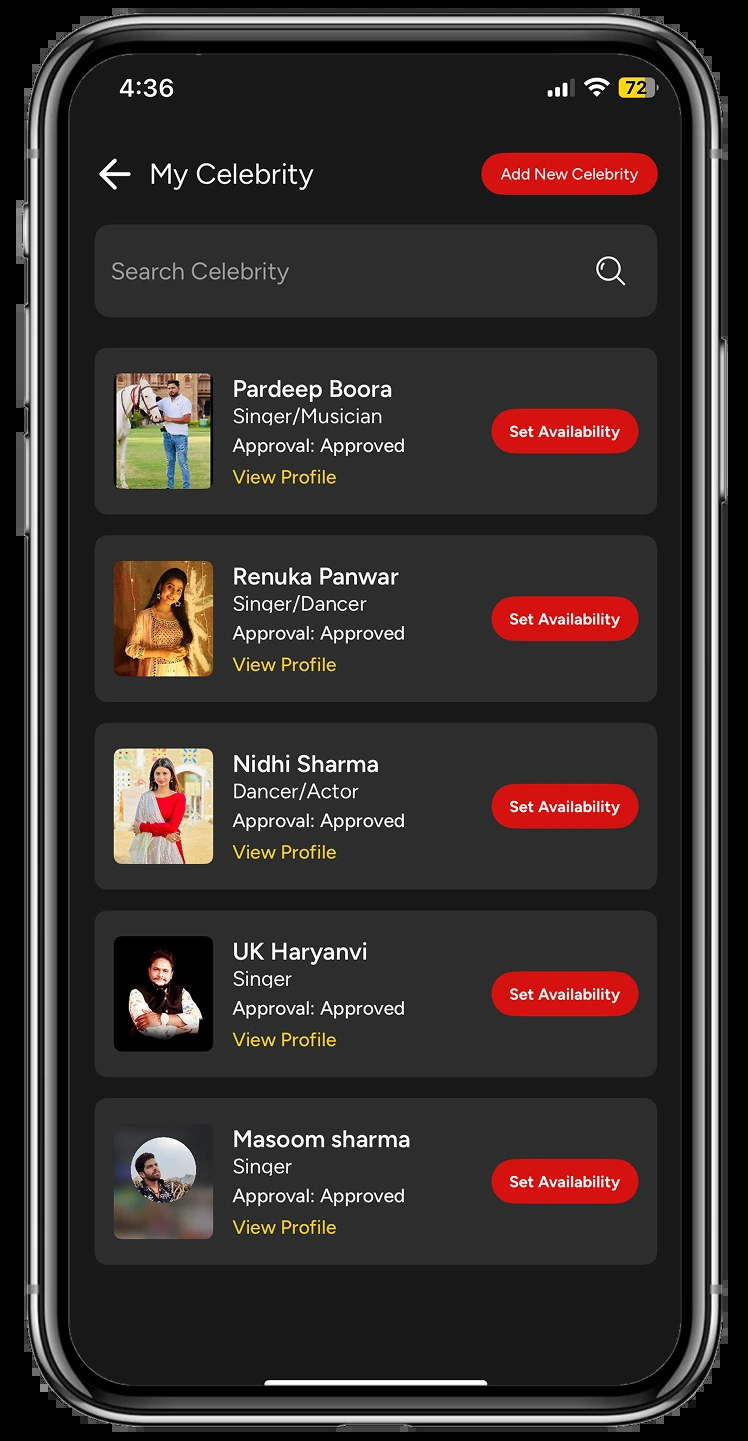 4:36
72
My Celebrity
Add New Celebrity
Search Celebrity
Pardeep Boora
Singer/Musician
Approval: Approved
View Profile
Set Availability
Renuka Panwar
Singer/Dancer
Approval: Approved
View Profile
Set Availability
Nidhi Sharma
Dancer/Actor
Approval: Approved
View Profile
Set Availability
UK Haryanvi
Singer
Approval: Approved
View Profile
Set Availability
Masoom sharma
Singer
Approval: Approved
View Profile
Set Availability